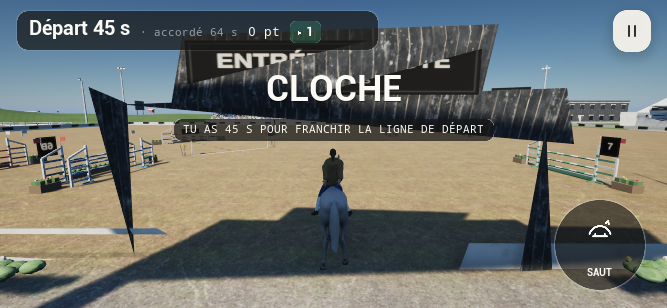 Départ 45 s · accordé 64 s 0 pt ▸1
CLOCHE
TU AS 45 S POUR FRANCHIR LA LIGNE DE DÉPART
7
SAUT